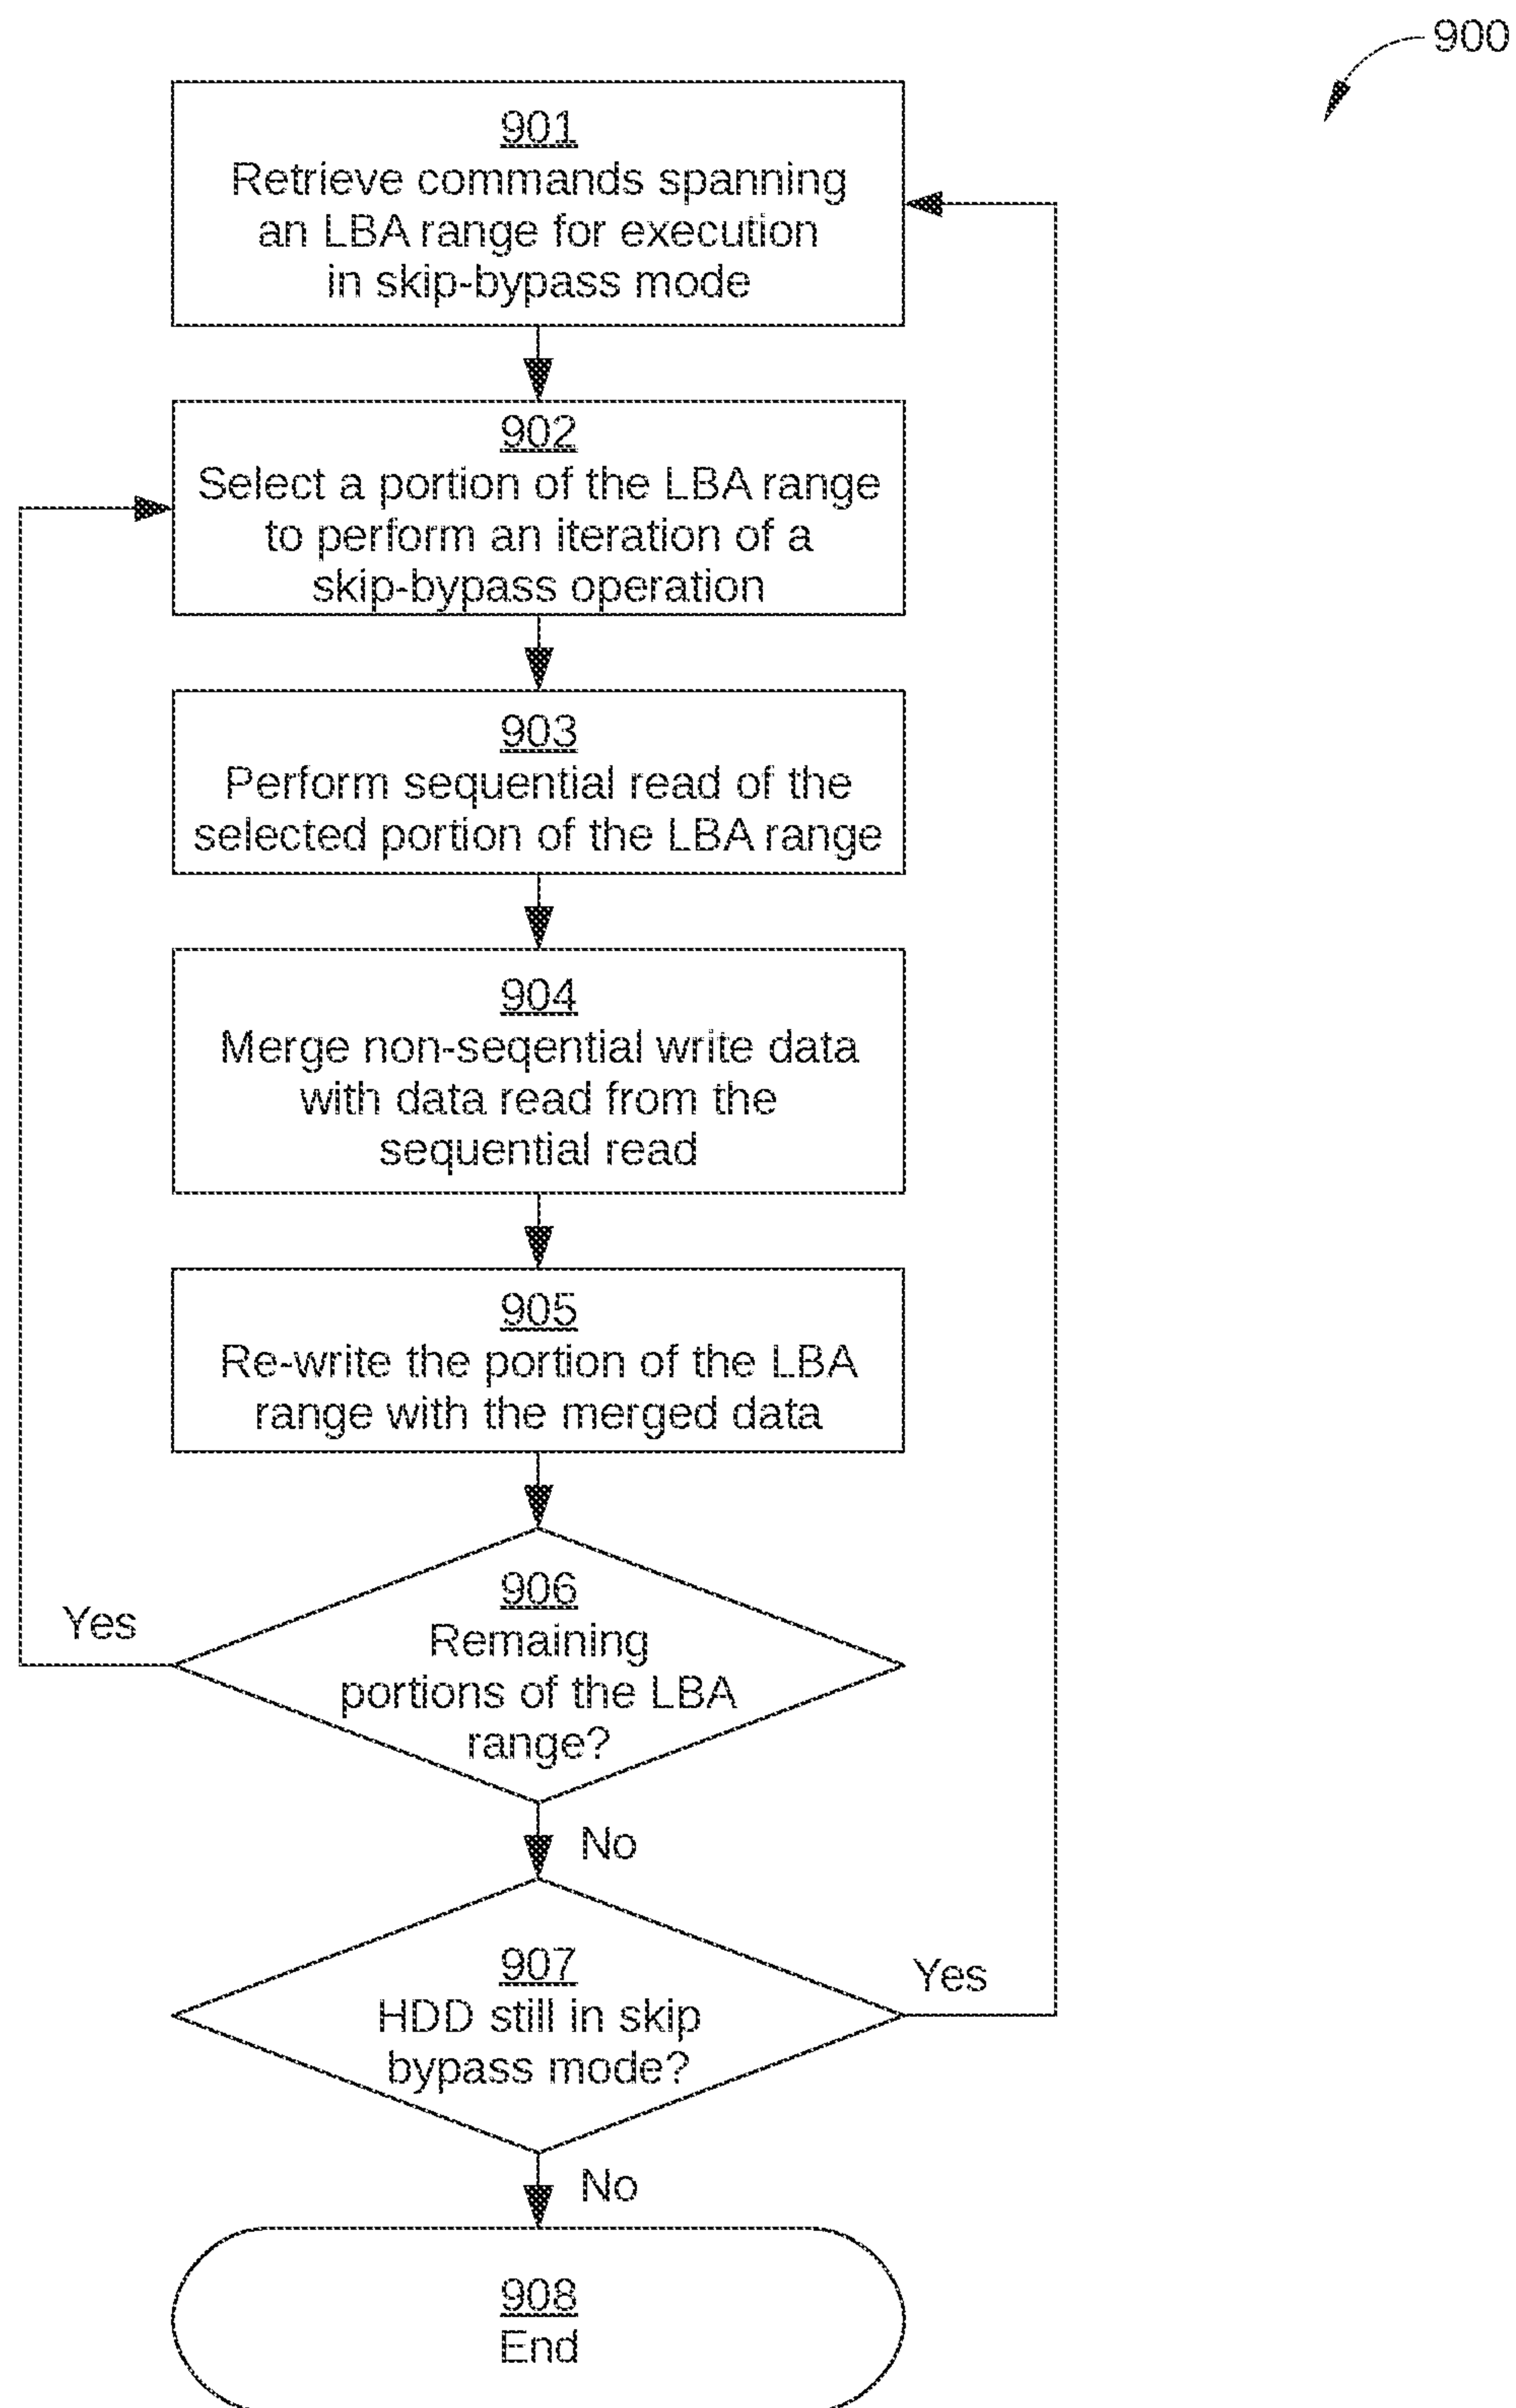 900
901
Retrieve commands spanning
an LBA range for execution
in skip-bypass mode
902
Select a portion of the LBA range
to perform an iteration of a
skip-bypass operation
903
Perform sequential read of the
selected portion of the LBA range
904
Merge non-seqential write data
with data read from the
sequential read
905
Re-write the portion of the LBA
range with the merged data
906
Remaining
portions of the LBA
range?
Yes
No
907
HDD still in skip
bypass mode?
Yes
No
908
End